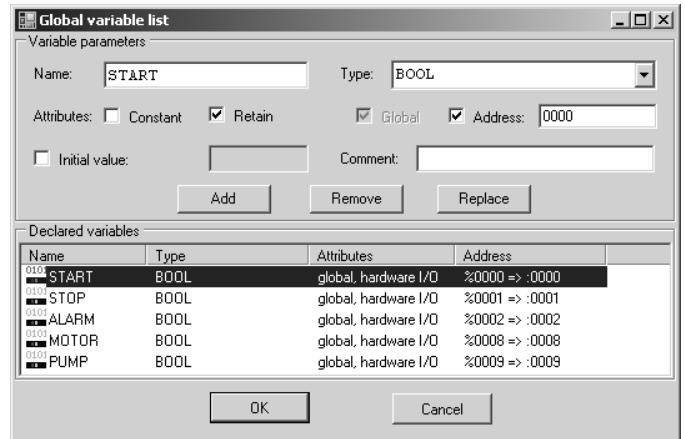 Global variable list
Variable parameters
Name: START Type: BOOL
Attributes: Constant Retain Global Address: 0000
Initial value: Comment:
Add Remove Replace
Declared variables
Name Type Attributes Address
START BOOL global, hardware I/O %0000 => :0000
STOP BOOL global, hardware I/O %0001 => :0001
ALARM BOOL global, hardware I/O %0002 => :0002
MOTOR BOOL global, hardware I/O %0008 => :0008
PUMP BOOL global, hardware I/O %0009 => :0009
OK Cancel